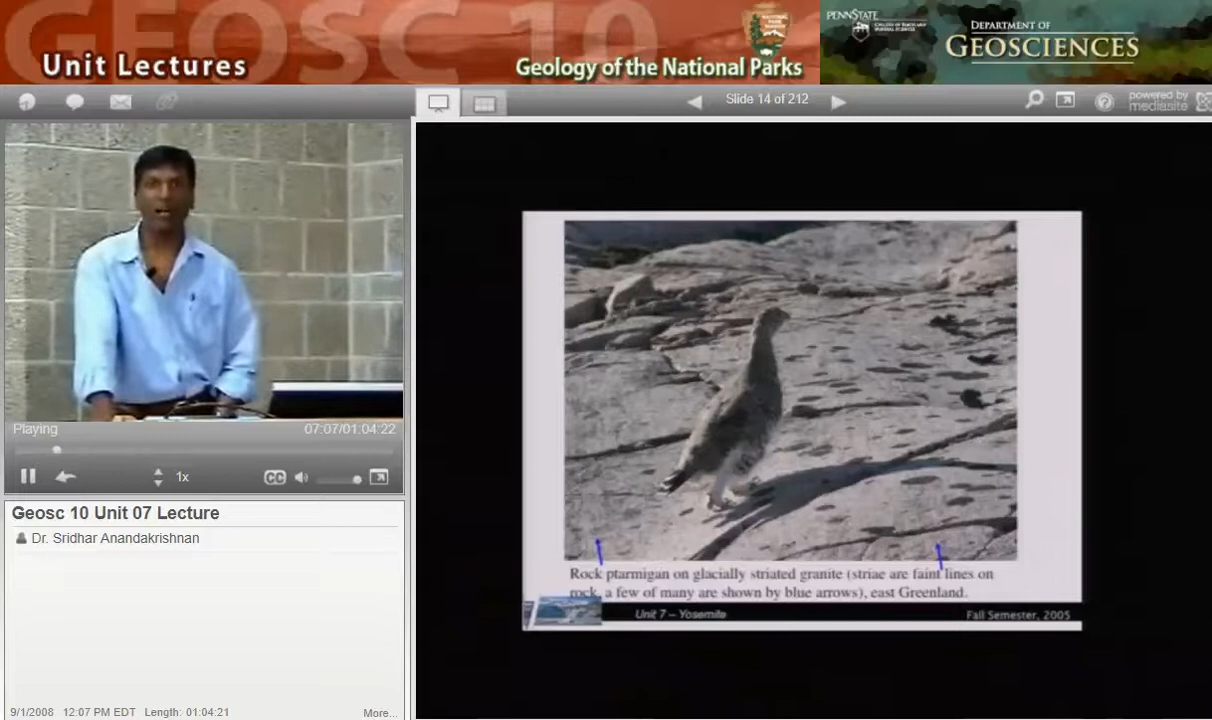 GEOSC 10
Unit Lectures
Geology of the National Parks
PENNSTATE
DEPARTMENT OF
GEOSCIENCES
Slide 14 of 212
powered by
mediasite
Playing
07:07/01:04:22
1x
CC
Geosc 10 Unit 07 Lecture
Dr. Sridhar Anandakrishnan
9/1/2008 12:07 PM EDT Length: 01:04:21
More...
Rock ptarmigan on glacially striated granite (striae are faint lines on
rock, a few of many are shown by blue arrows), east Greenland.
Unit 7 – Yosemite
Fall Semester, 2005